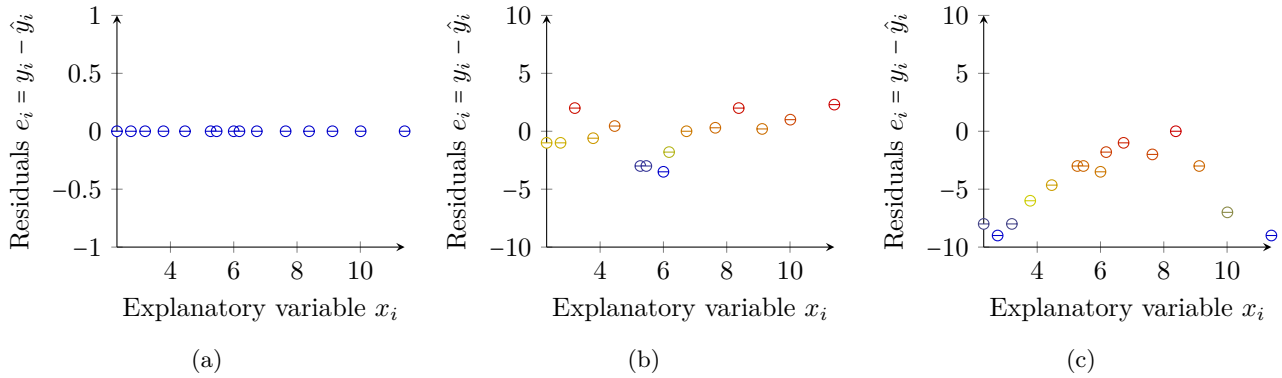 1
0.5
0
−0.5
−1
4 6 8 10
Residuals e_i = y_i − ŷ_i
Explanatory variable x_i
(a)
10
5
0
−5
−10
4 6 8 10
Residuals e_i = y_i − ŷ_i
Explanatory variable x_i
(b)
10
5
0
−5
−10
4 6 8 10
Residuals e_i = y_i − ŷ_i
Explanatory variable x_i
(c)